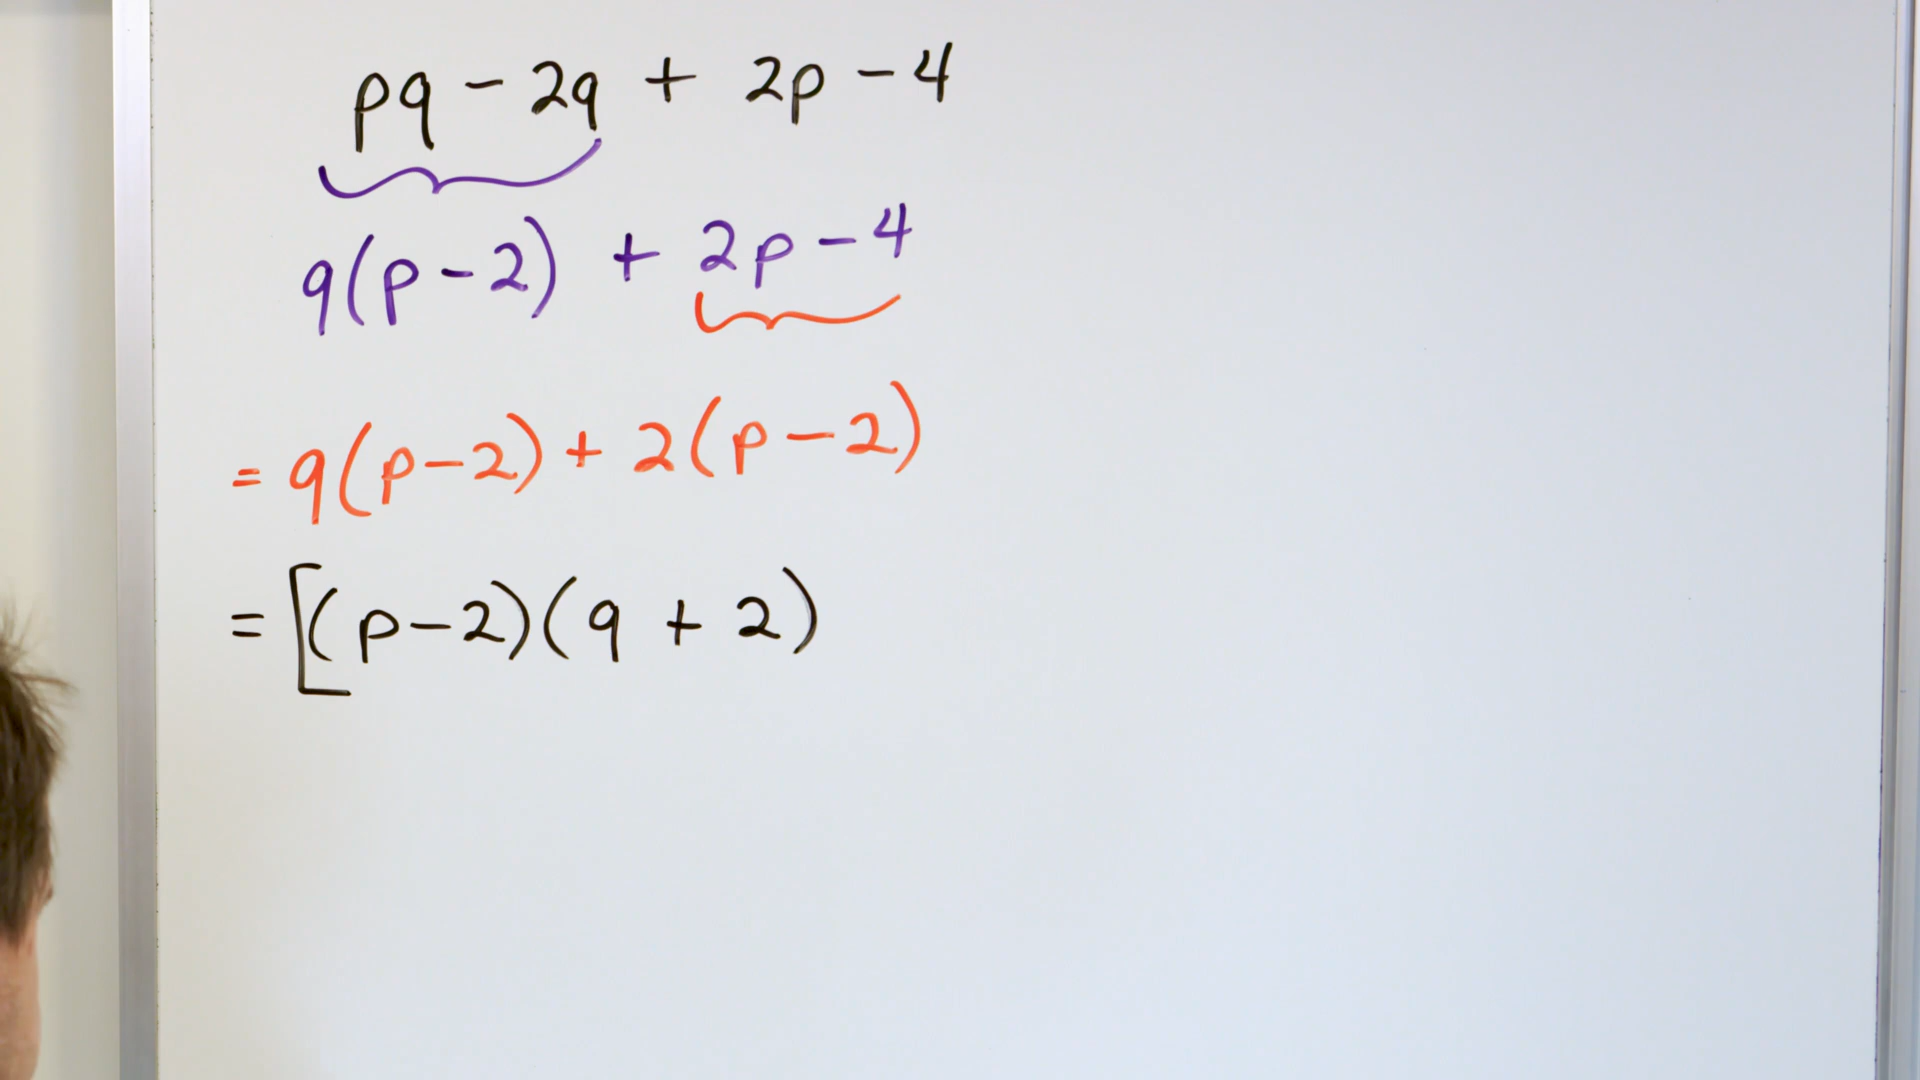 pq - 2q + 2p - 4
q(p - 2) + 2p - 4
= q(p - 2) + 2(p - 2)
= [(p - 2)(q + 2)